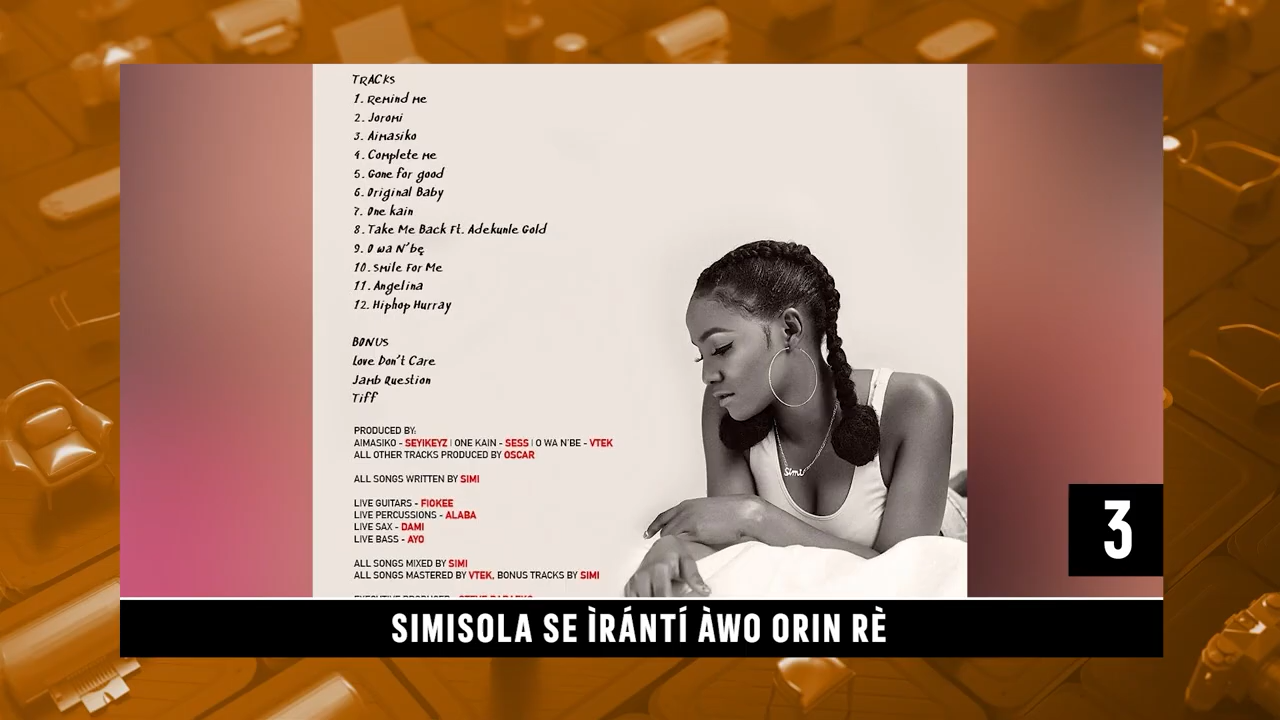 TRACKS
1. Remind me
2. Joromi
3. Aimasiko
4. Complete me
5. Gone for good
6. Original Baby
7. One kain
8. Take Me Back Ft. Adekunle Gold
9. O wa N'bẹ
10. Smile For Me
11. Angelina
12. Hiphop Hurray
BONUS
Love Don't Care
Jamb Question
Tiff
PRODUCED BY:
AIMASIKO - SEYIKEYZ | ONE KAIN - SESS | O WA N'BE - VTEK
ALL OTHER TRACKS PRODUCED BY OSCAR
ALL SONGS WRITTEN BY SIMI
LIVE GUITARS - FIOKEE
LIVE PERCUSSIONS - ALABA
LIVE SAX - DAMI
LIVE BASS - AYO
ALL SONGS MIXED BY SIMI
ALL SONGS MASTERED BY VTEK, BONUS TRACKS BY SIMI
Simi
3
SIMISOLA SE ÌRÁNTÍ ÀWO ORIN RÈ